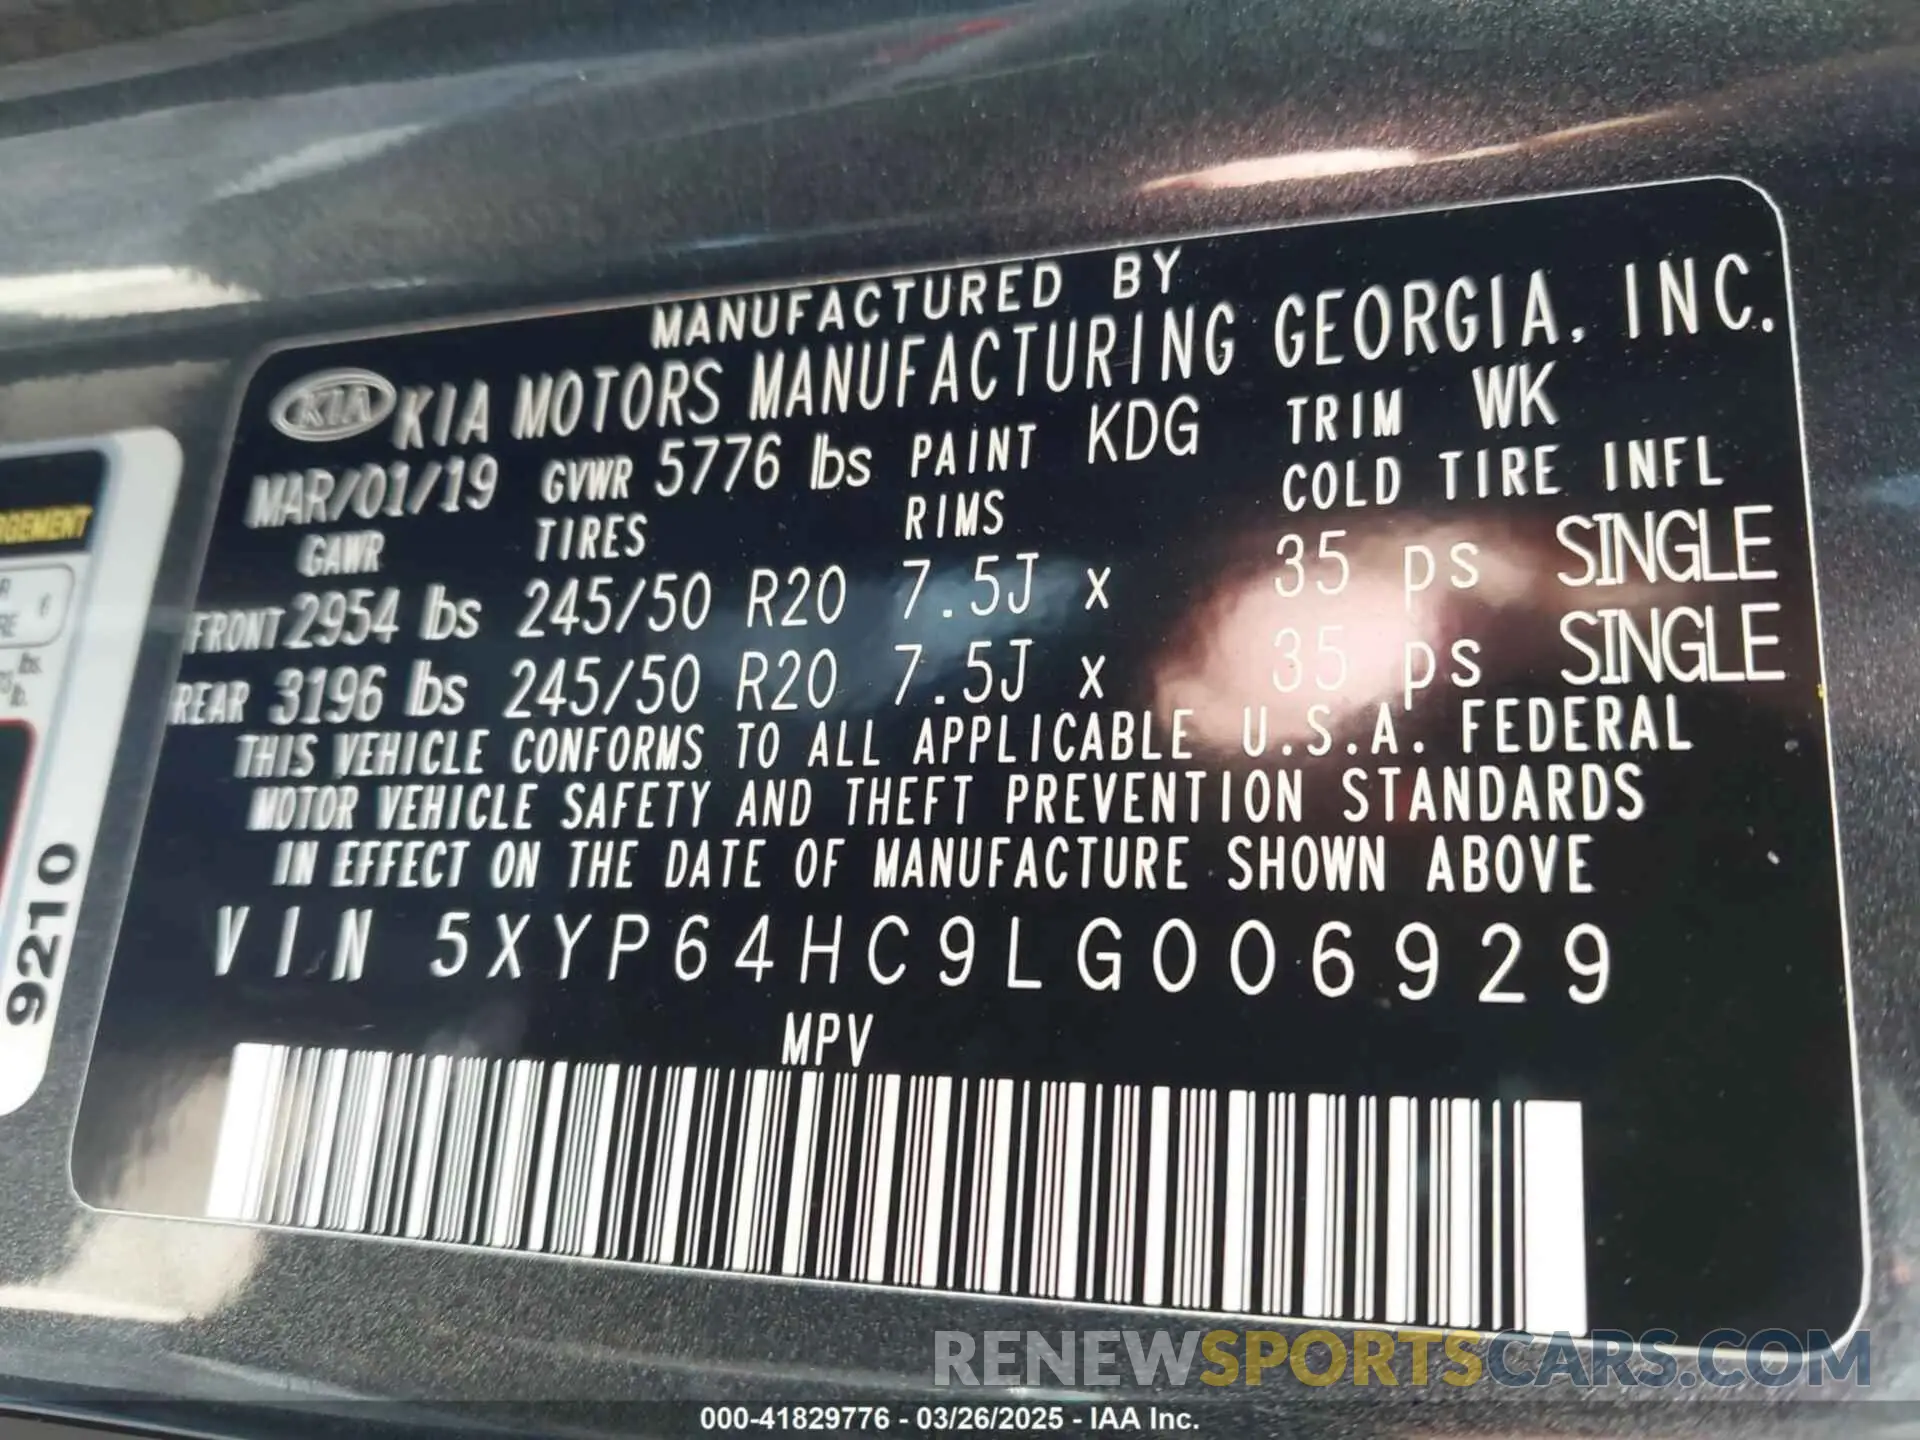 MANUFACTURED BY
KIA KIA MOTORS MANUFACTURING GEORGIA, INC.
MAR/01/19 GVWR 5776 lbs PAINT KDG TRIM WK
GAWR TIRES RIMS COLD TIRE INFL
FRONT 2954 lbs 245/50 R20 7.5J x 35 ps SINGLE
REAR 3196 lbs 245/50 R20 7.5J x 35 ps SINGLE
THIS VEHICLE CONFORMS TO ALL APPLICABLE U.S.A. FEDERAL
MOTOR VEHICLE SAFETY AND THEFT PREVENTION STANDARDS
IN EFFECT ON THE DATE OF MANUFACTURE SHOWN ABOVE
VIN 5XYP64HC9LG006929
MPV
9210
RENEWSPORTSCARS.COM
000-41829776 - 03/26/2025 - IAA Inc.